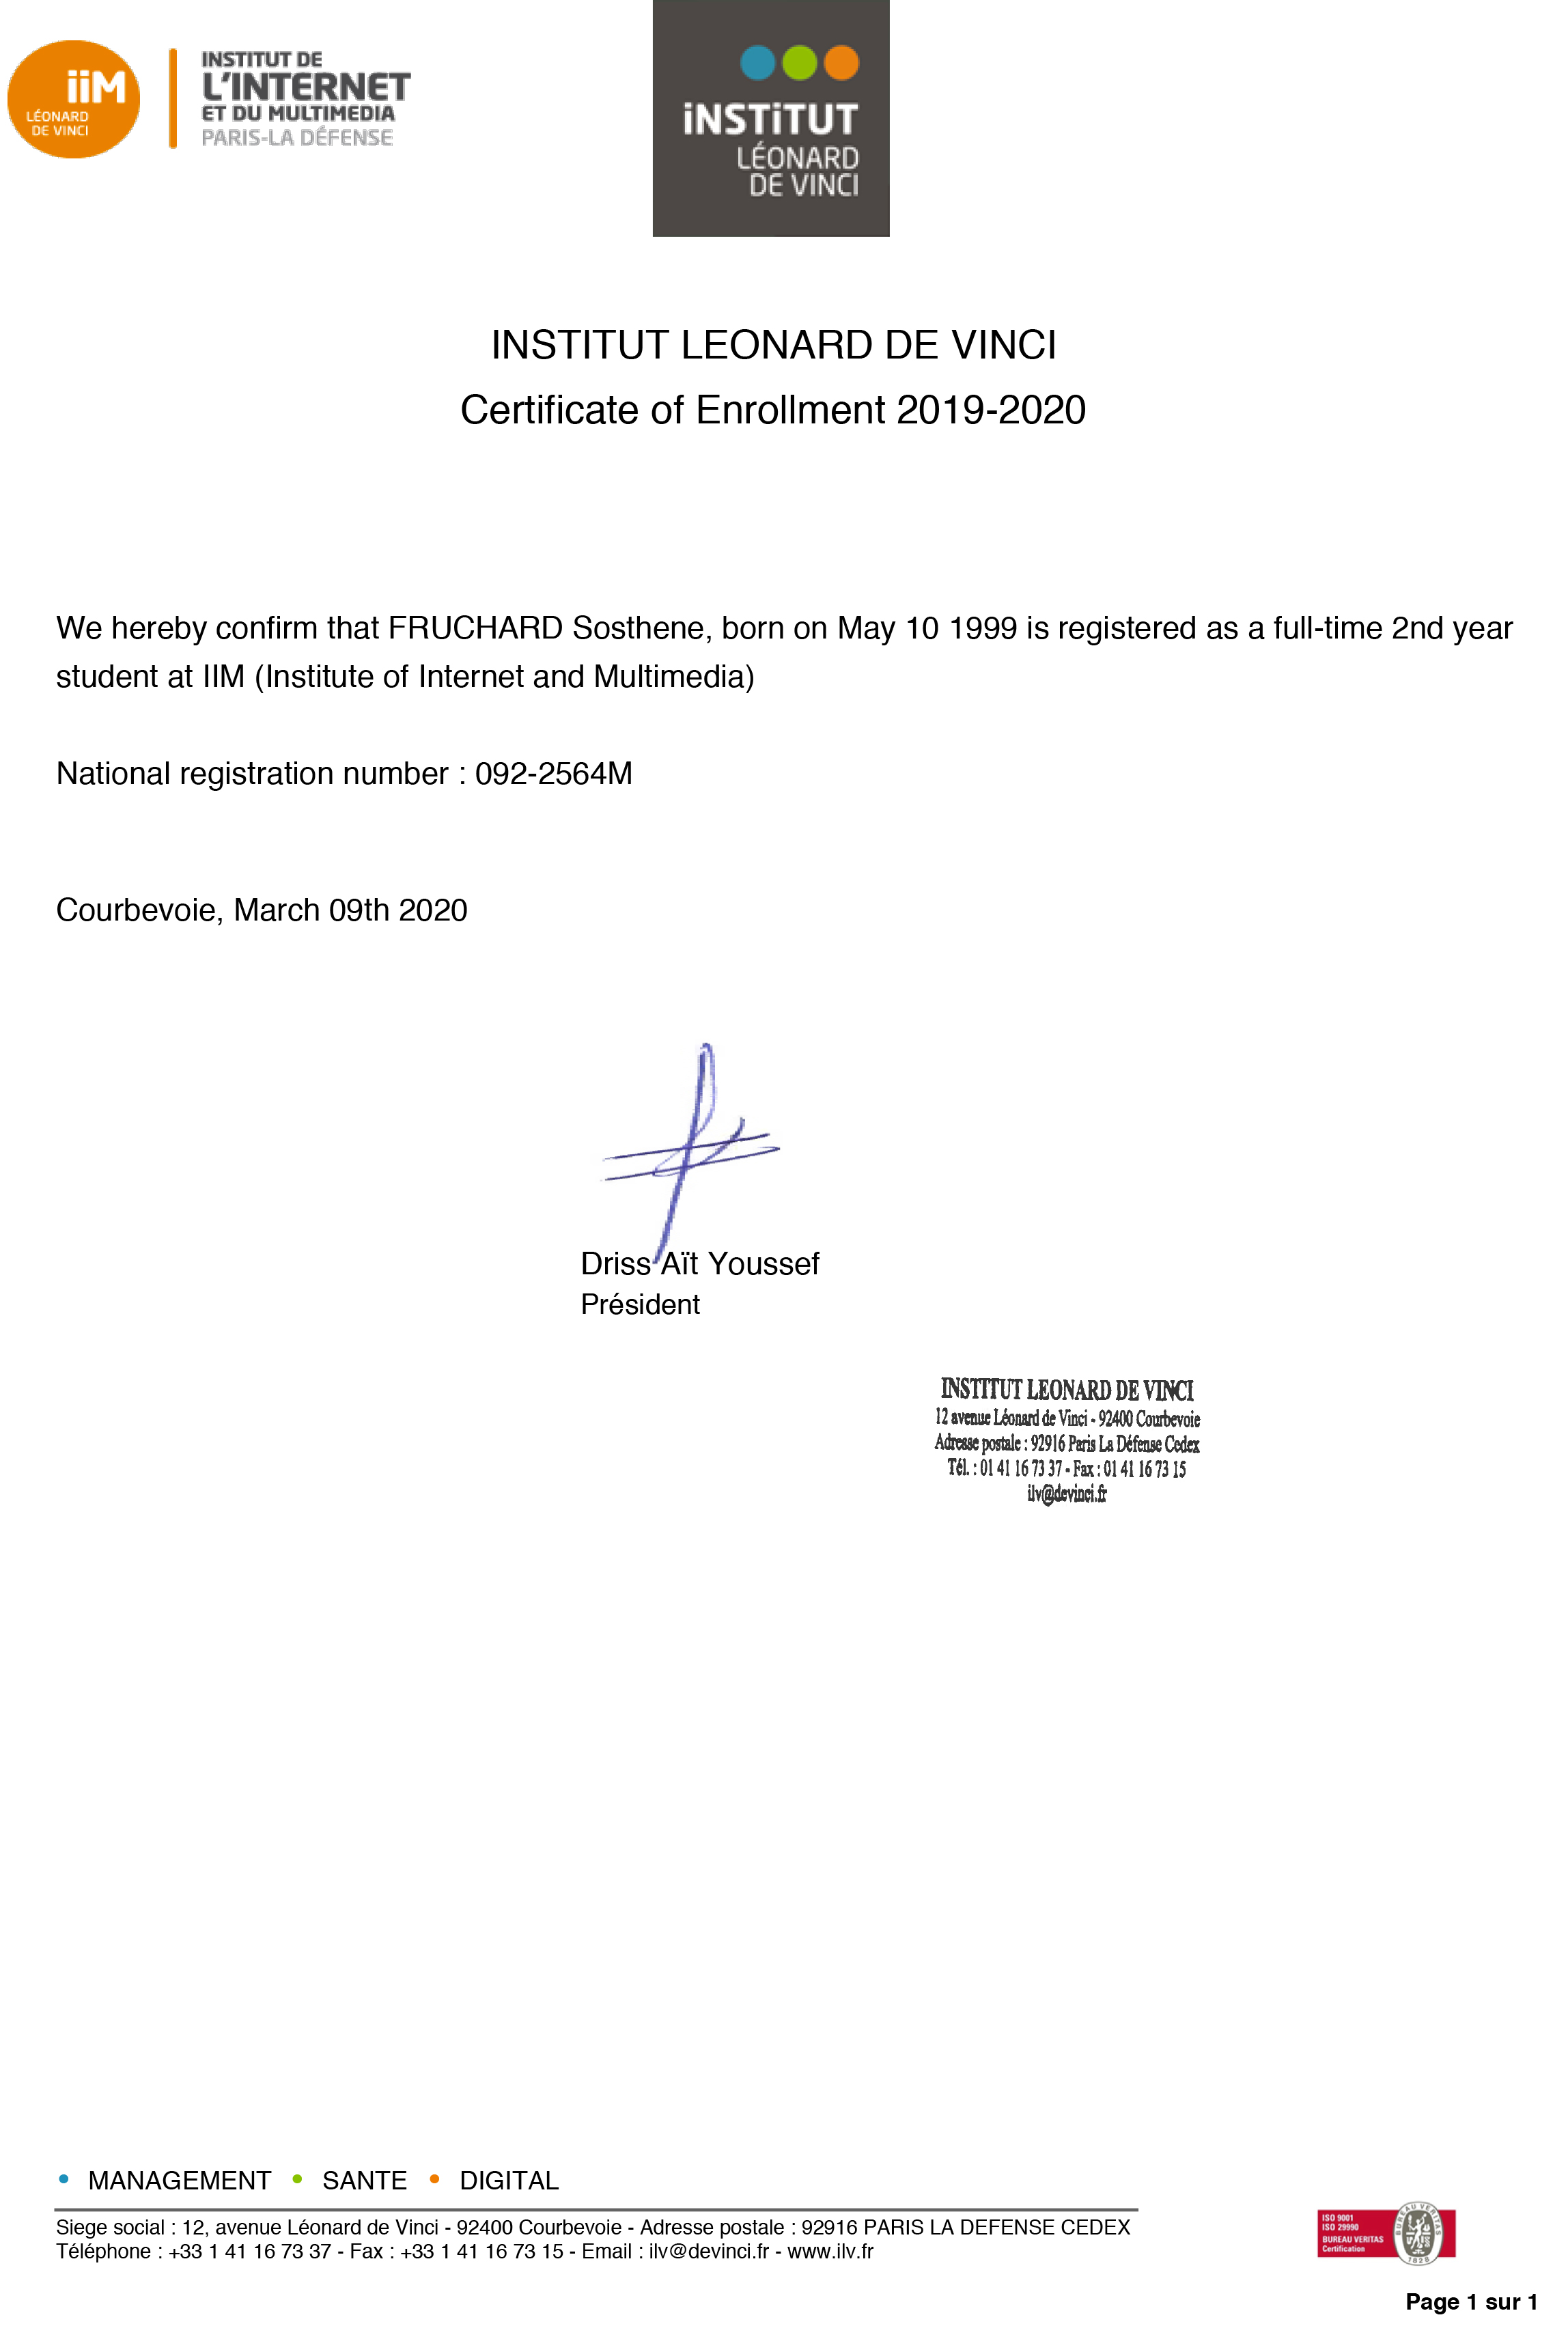 iiM
LÉONARD
DE VINCI
INSTITUT DE
L'INTERNET
ET DU MULTIMEDIA
PARIS-LA DÉFENSE
iNSTiTUT
LÉONARD
DE VINCI
INSTITUT LEONARD DE VINCI
Certificate of Enrollment 2019-2020
We hereby confirm that FRUCHARD Sosthene, born on May 10 1999 is registered as a full-time 2nd year
student at IIM (Institute of Internet and Multimedia)
National registration number : 092-2564M
Courbevoie, March 09th 2020
Driss Aït Youssef
Président
INSTITUT LEONARD DE VINCI
12 avenue Léonard de Vinci - 92400 Courbevoie
Adresse postale : 92916 Paris La Défense Cedex
Tél. : 01 41 16 73 37 - Fax : 01 41 16 73 15
ilv@devinci.fr
• MANAGEMENT • SANTE • DIGITAL
Siege social : 12, avenue Léonard de Vinci - 92400 Courbevoie - Adresse postale : 92916 PARIS LA DEFENSE CEDEX
Téléphone : +33 1 41 16 73 37 - Fax : +33 1 41 16 73 15 - Email : ilv@devinci.fr - www.ilv.fr
ISO 9001
ISO 29990
BUREAU VERITAS
Certification
BUREAU VERITAS
1828
Page 1 sur 1